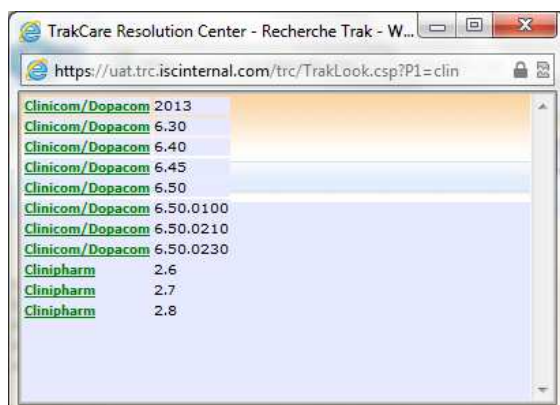 TrakCare Resolution Center - Recherche Trak - W...
https://uat.trc.iscinternal.com/trc/TrakLook.csp?P1=clin
Clinicom/Dopacom 2013
Clinicom/Dopacom 6.30
Clinicom/Dopacom 6.40
Clinicom/Dopacom 6.45
Clinicom/Dopacom 6.50
Clinicom/Dopacom 6.50.0100
Clinicom/Dopacom 6.50.0210
Clinicom/Dopacom 6.50.0230
Clinipharm 2.6
Clinipharm 2.7
Clinipharm 2.8